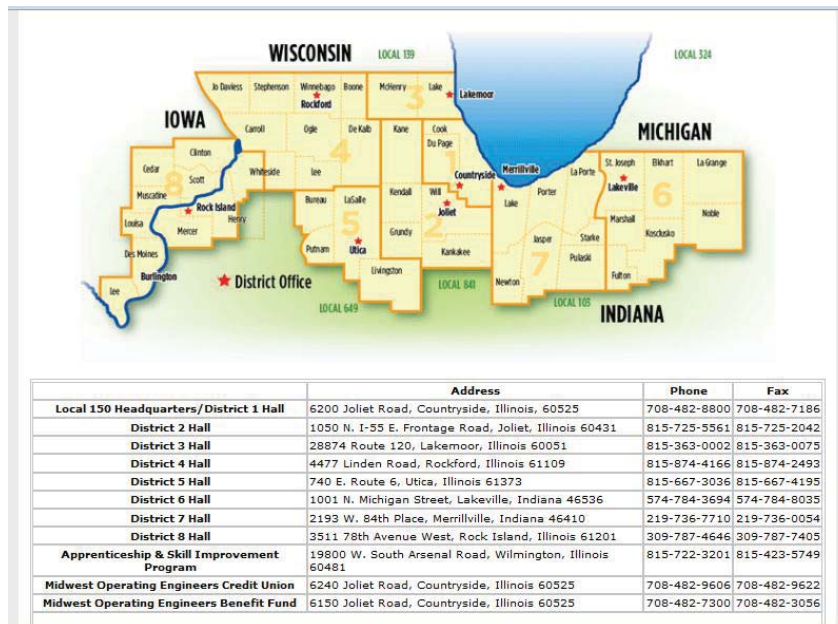 WISCONSIN
LOCAL 139
LOCAL 324
Jo Daviess Stephenson Winnebago Boone McHenry Lake
3
Rockford
Lakemoor
IOWA
Carroll Ogle De Kalb Kane Cook
MICHIGAN
Du Page
Clinton
4
1
Cedar
Scott
Whiteside
Lee
Countryside
Merrillville
La Porte
St. Joseph Elkhart La Grange
8
Muscatine
Kendall
Will
Lake
Porter
Lakeville
6
Rock Island
Bureau LaSalle
Joliet
Louisa
Henry
5
2
Marshall
Noble
Mercer
Grundy
Jasper
Starke
Kosciusko
Des Moines
Putnam
Utica
Kankakee
7
Pulaski
Burlington
Livingston
Newton
Fulton
Lee
District Office
LOCAL 649
LOCAL 841
LOCAL 103
INDIANA
Address Phone Fax
Local 150 Headquarters/District 1 Hall 6200 Joliet Road, Countryside, Illinois, 60525 708-482-8800 708-482-7186
District 2 Hall 1050 N. I-55 E. Frontage Road, Joliet, Illinois 60431 815-725-5561 815-725-2042
District 3 Hall 28874 Route 120, Lakemoor, Illinois 60051 815-363-0002 815-363-0075
District 4 Hall 4477 Linden Road, Rockford, Illinois 61109 815-874-4166 815-874-2493
District 5 Hall 740 E. Route 6, Utica, Illinois 61373 815-667-3036 815-667-4195
District 6 Hall 1001 N. Michigan Street, Lakeville, Indiana 46536 574-784-3694 574-784-8035
District 7 Hall 2193 W. 84th Place, Merrillville, Indiana 46410 219-736-7710 219-736-0054
District 8 Hall 3511 78th Avenue West, Rock Island, Illinois 61201 309-787-4646 309-787-7405
Apprenticeship & Skill Improvement
Program 19800 W. South Arsenal Road, Wilmington, Illinois
60481 815-722-3201 815-423-5749
Midwest Operating Engineers Credit Union 6240 Joliet Road, Countryside, Illinois 60525 708-482-9606 708-482-9622
Midwest Operating Engineers Benefit Fund 6150 Joliet Road, Countryside, Illinois 60525 708-482-7300 708-482-3056